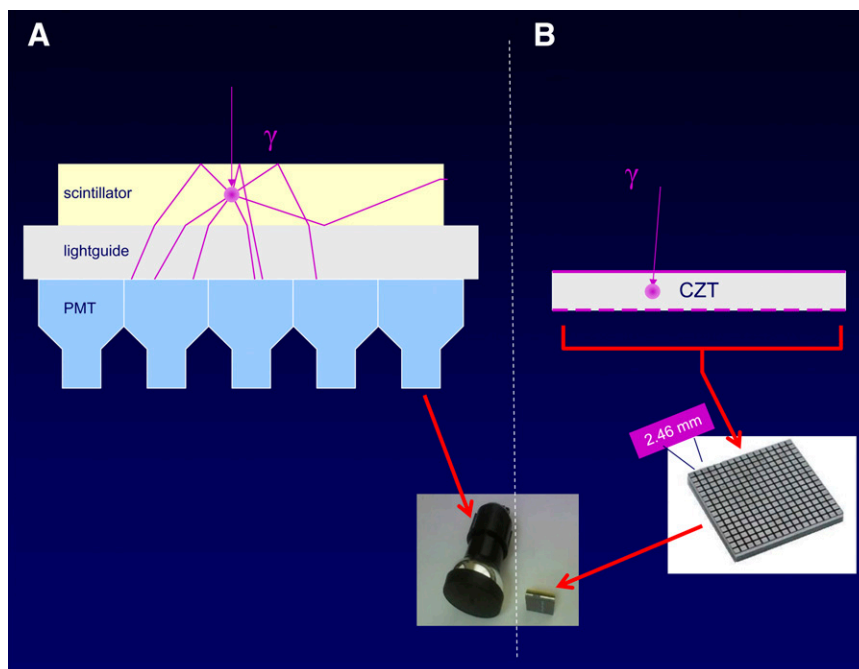 A
γ
scintillator
lightguide
PMT
B
γ
CZT
2.46 mm